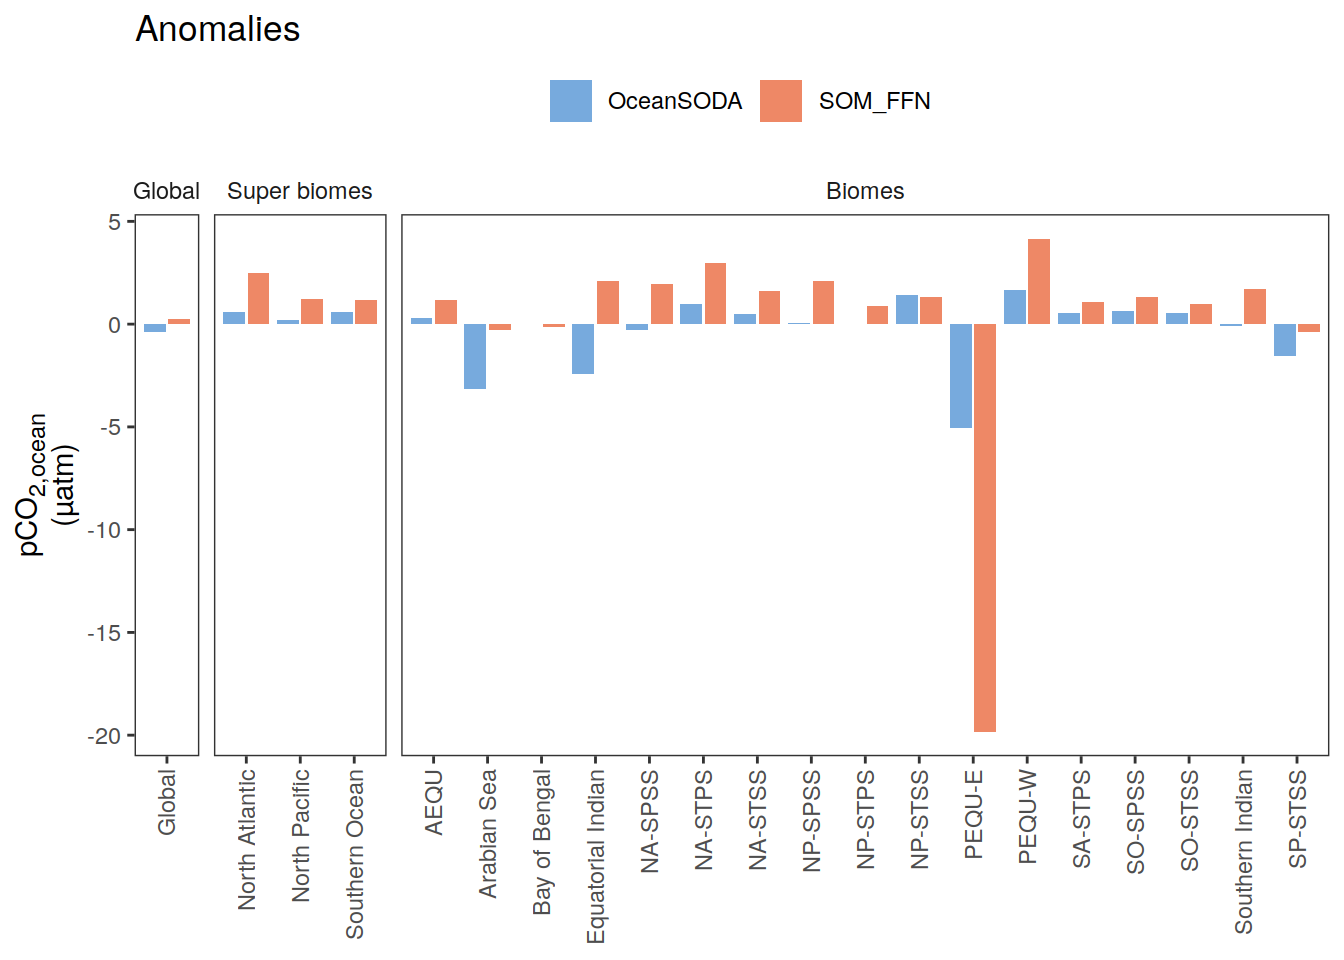 Anomalies
OceanSODA SOM_FFN
Global Super biomes Biomes
5
0
-5
-10
-15
-20
pCO2,ocean
(µatm)
Global
North Atlantic
North Pacific
Southern Ocean
AEQU
Arabian Sea
Bay of Bengal
Equatorial Indian
NA-SPSS
NA-STPS
NA-STSS
NP-SPSS
NP-STPS
NP-STSS
PEQU-E
PEQU-W
SA-STPS
SO-SPSS
SO-STSS
Southern Indian
SP-STSS